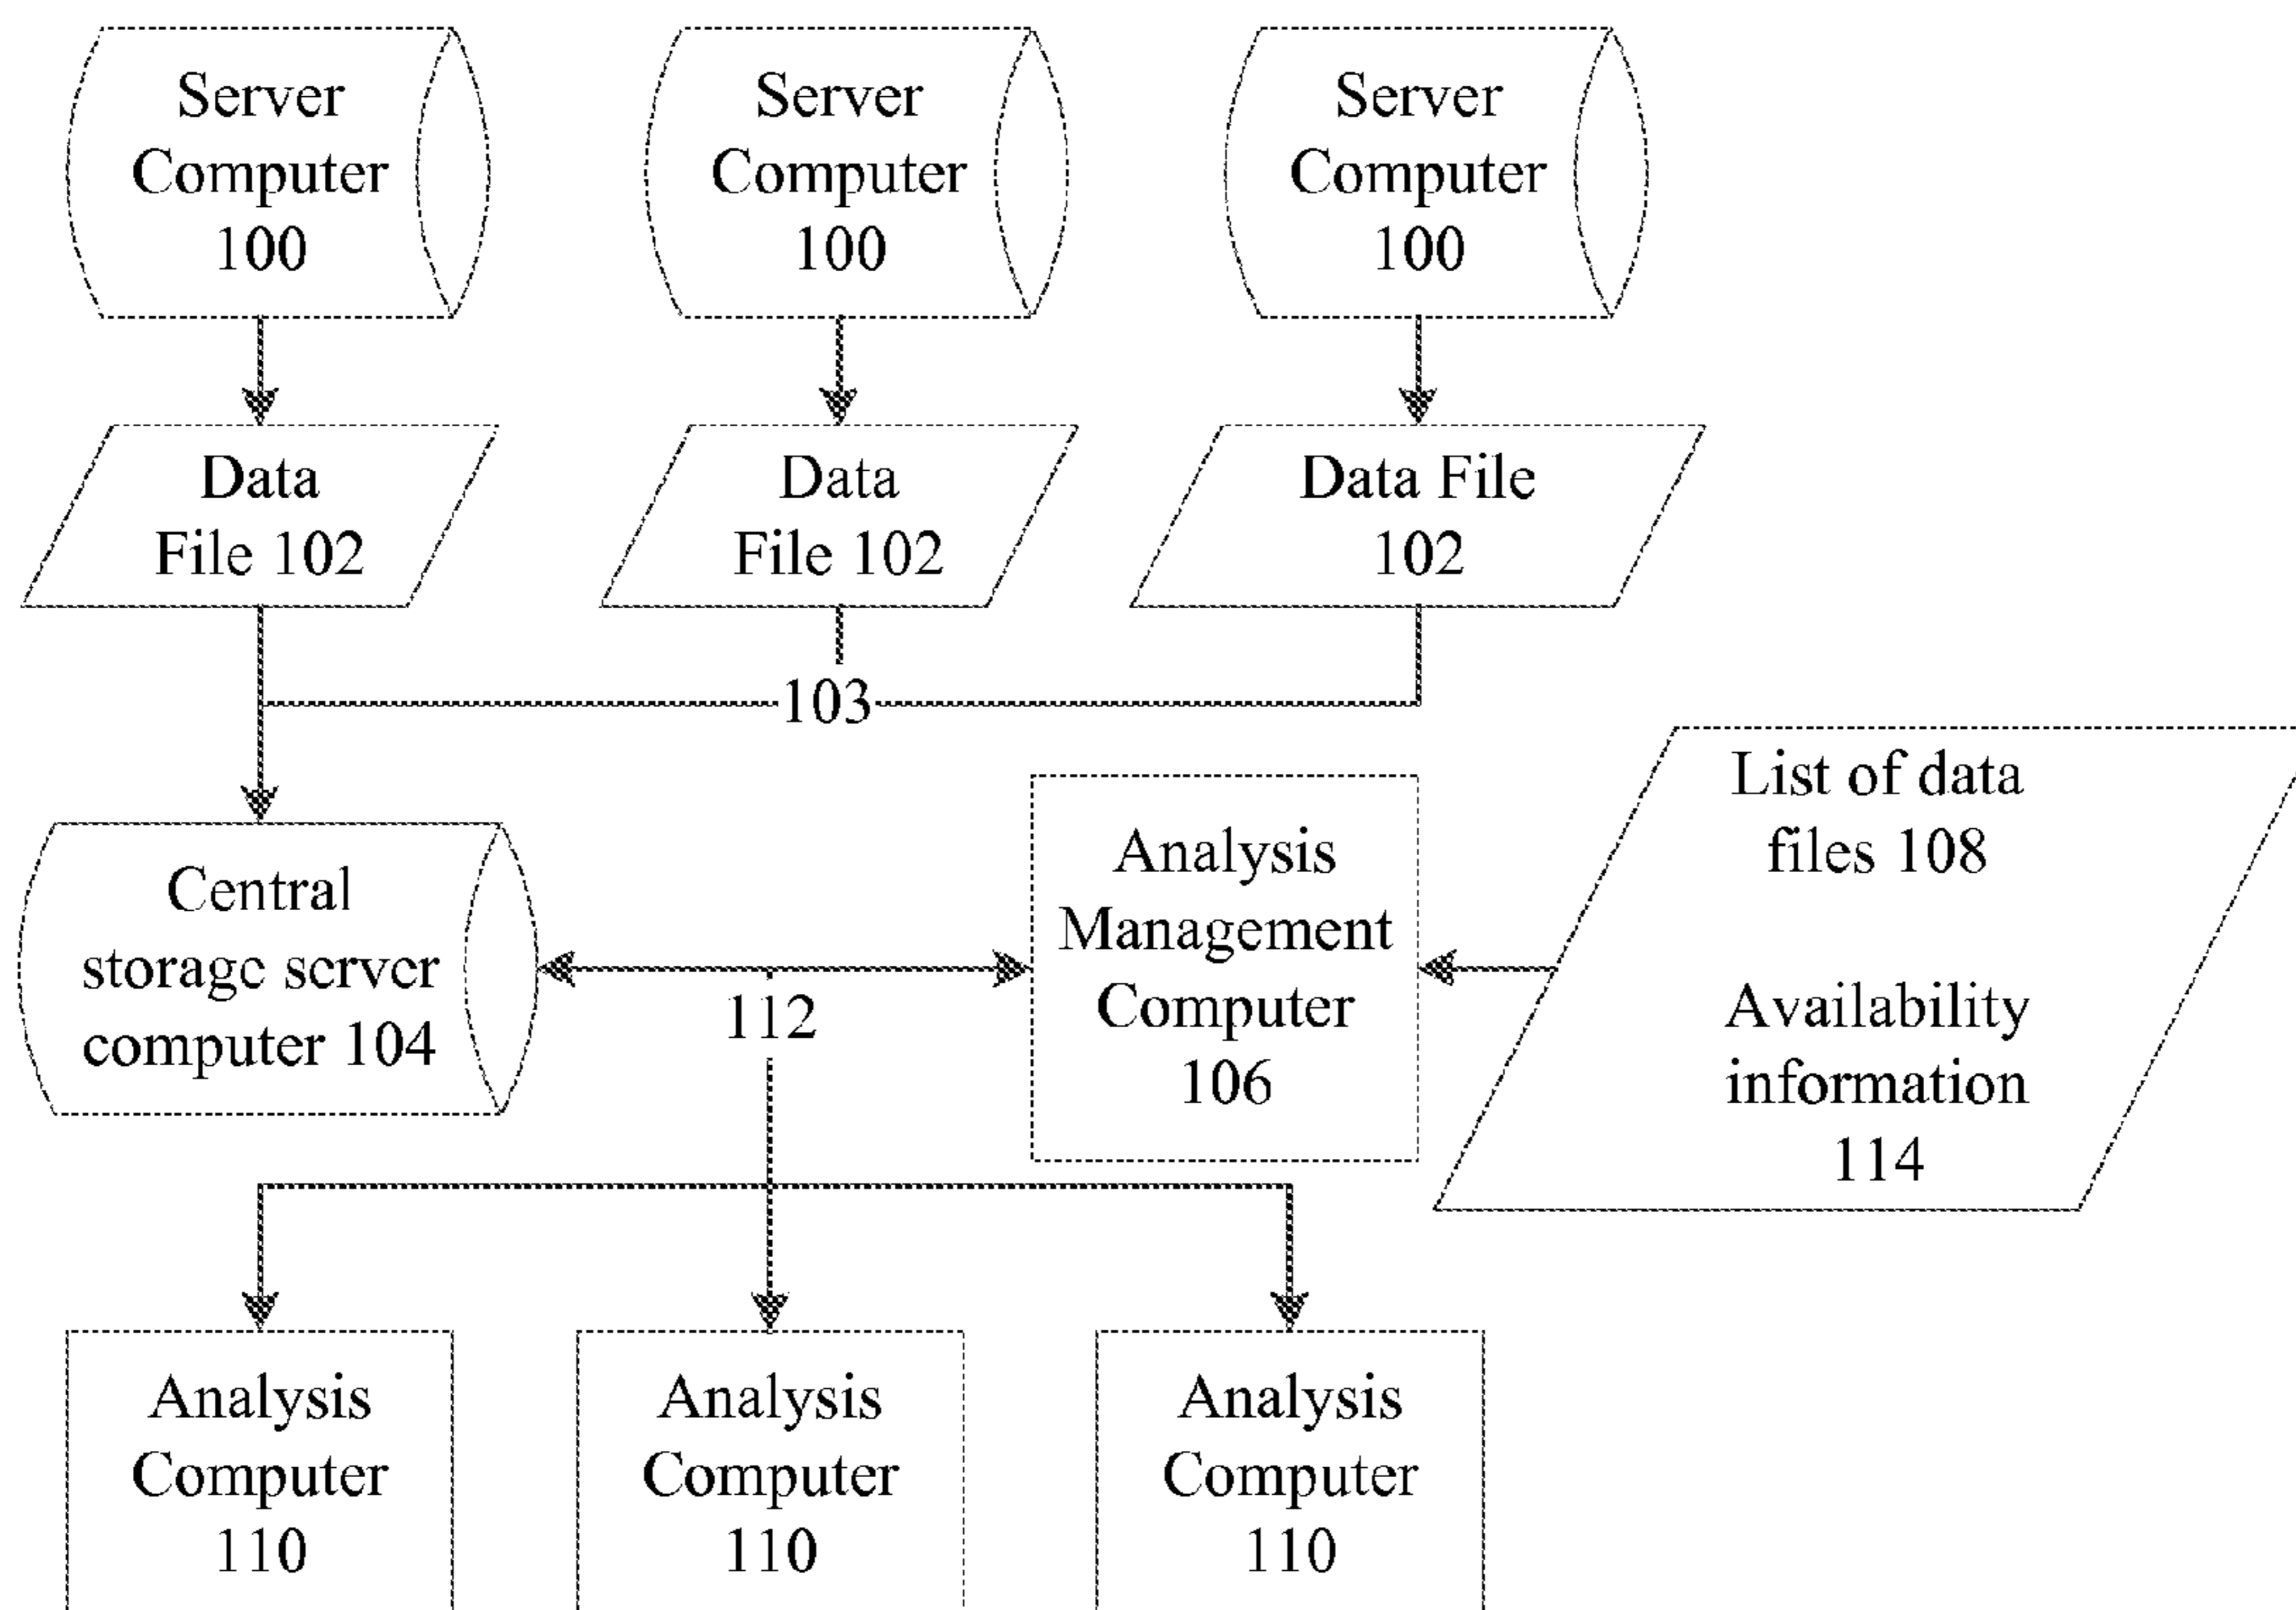 Server
Computer
100
Server
Computer
100
Server
Computer
100
Data
File 102
Data
File 102
Data File
102
103
List of data
files 108
Availability
information
114
Analysis
Management
Computer
106
Central
storage server
computer 104
112
Analysis
Computer
110
Analysis
Computer
110
Analysis
Computer
110